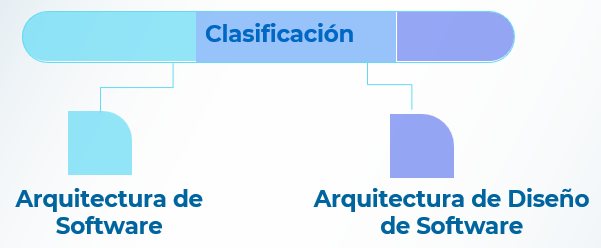 Clasificación
Arquitectura de
Software
Arquitectura de Diseño
de Software